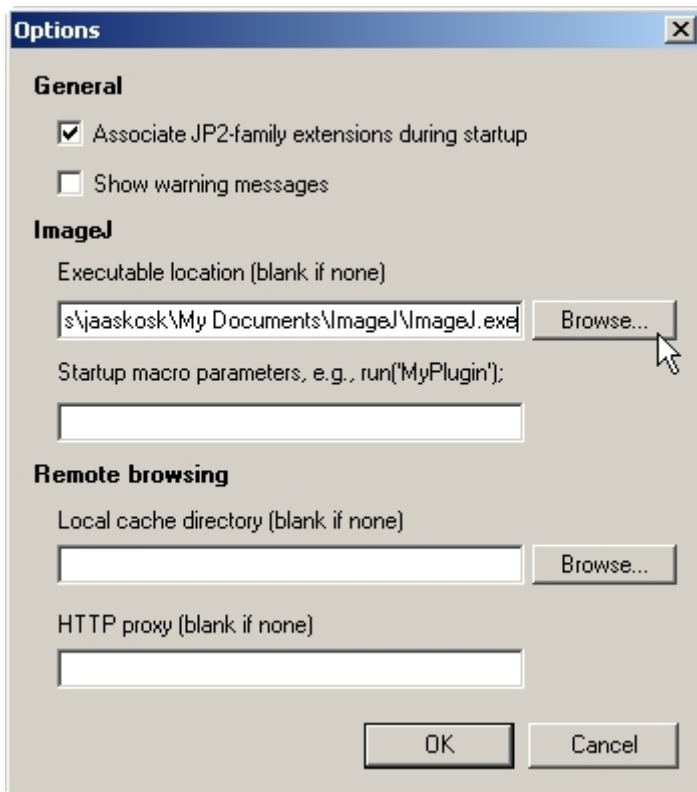 Options
General
Associate JP2-family extensions during startup
Show warning messages
ImageJ
Executable location (blank if none)
s\jaaskosk\My Documents\ImageJ\ImageJ.exe Browse...
Startup macro parameters, e.g., run('MyPlugin');
Remote browsing
Local cache directory (blank if none)
Browse...
HTTP proxy (blank if none)
OK Cancel